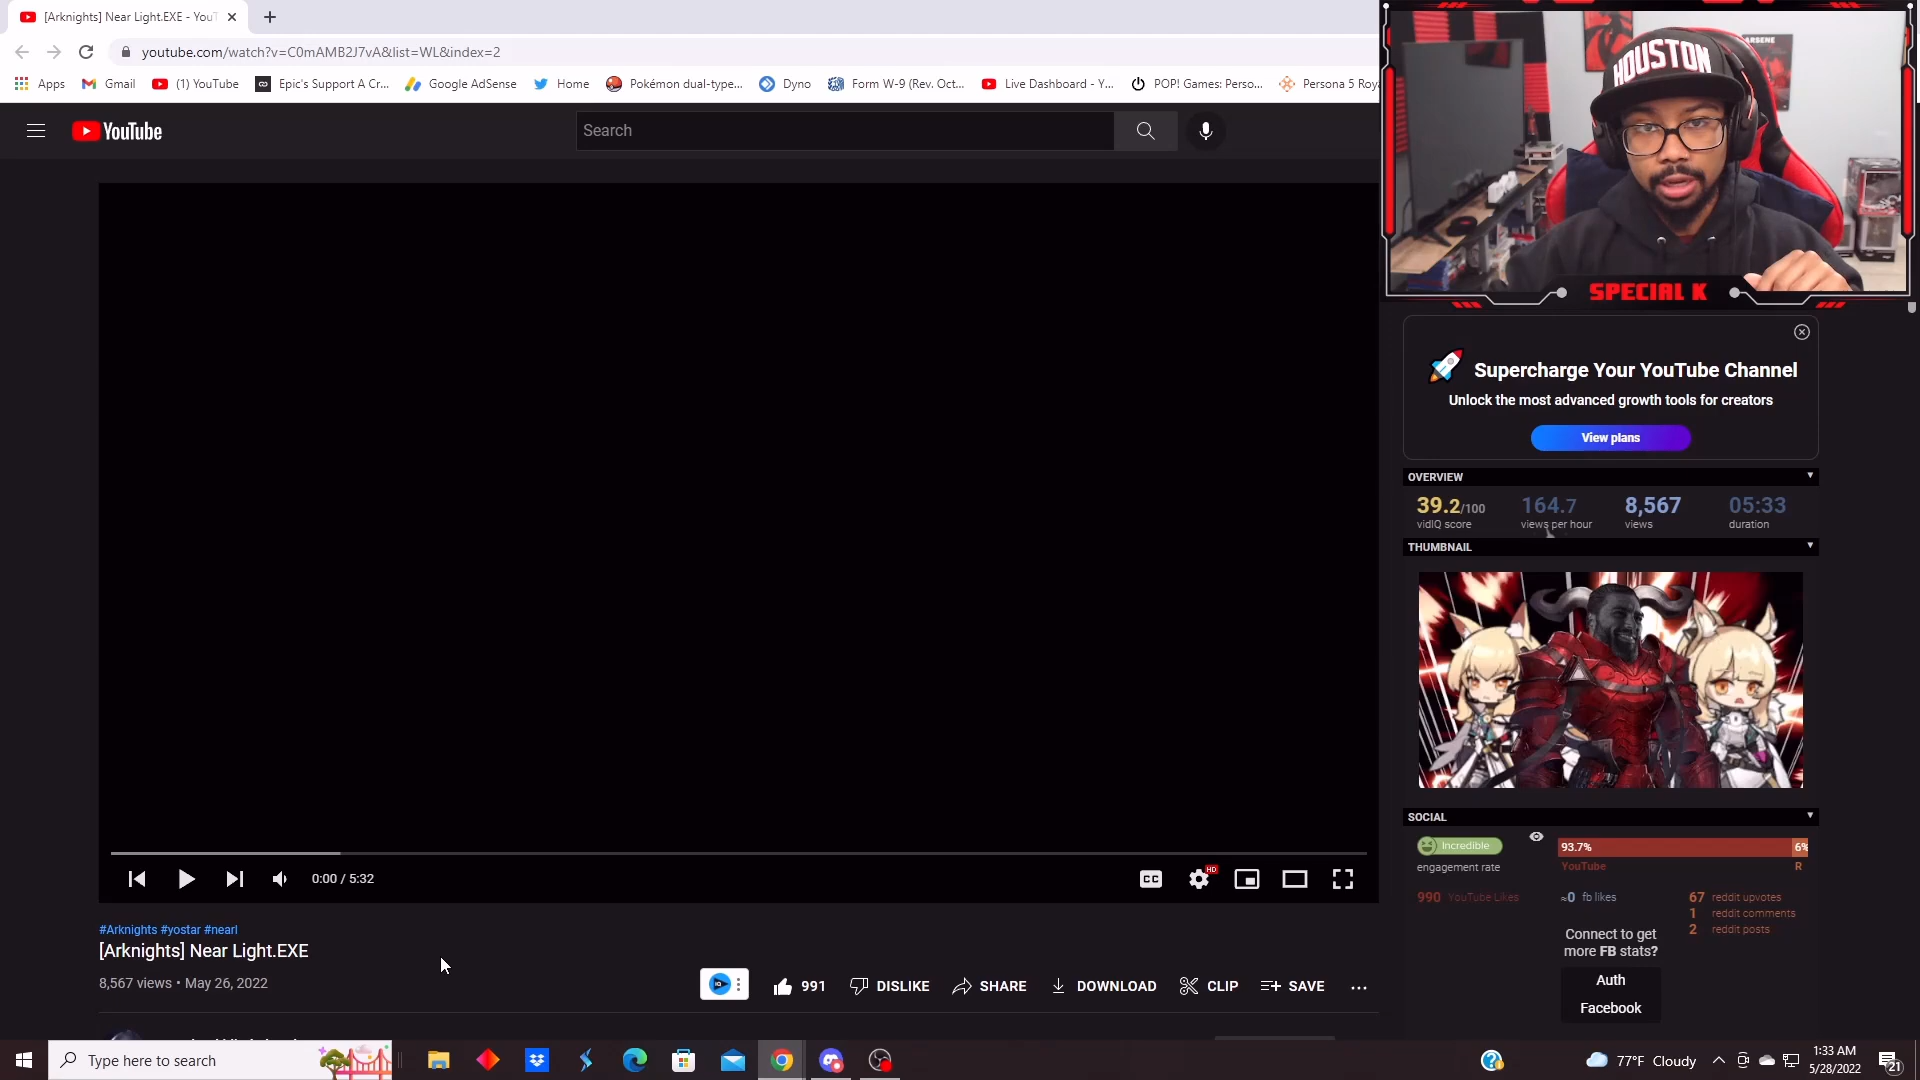 [Arknights] Near Light.EXE - YouT
youtube.com/watch?v=C0mAMB2J7vA&list=WL&index=2
Apps
Gmail
(1) YouTube
Epic's Support A Cr...
Google AdSense
Home
Pokémon dual-type...
Dyno
Form W-9 (Rev. Oct...
Live Dashboard - Y...
POP! Games: Perso...
Persona 5 Roya
HOUSTON
SPECIAL K
YouTube
Search
Supercharge Your YouTube Channel
Unlock the most advanced growth tools for creators
View plans
OVERVIEW
39.2/100
vidIQ score
164.7
views per hour
8,567
views
05:33
duration
THUMBNAIL
SOCIAL
Incredible
engagement rate
93.7%
6%
YouTube
R
990 YouTube Likes
≈0 fb likes
67 reddit upvotes
1 reddit comments
2 reddit posts
Connect to get
more FB stats?
Auth
Facebook
0:00 / 5:32
CC
HD
#Arknights #yostar #nearl
[Arknights] Near Light.EXE
8,567 views • May 26, 2022
991
DISLIKE
SHARE
DOWNLOAD
CLIP
SAVE
Type here to search
77°F Cloudy
1:33 AM
5/28/2022
21